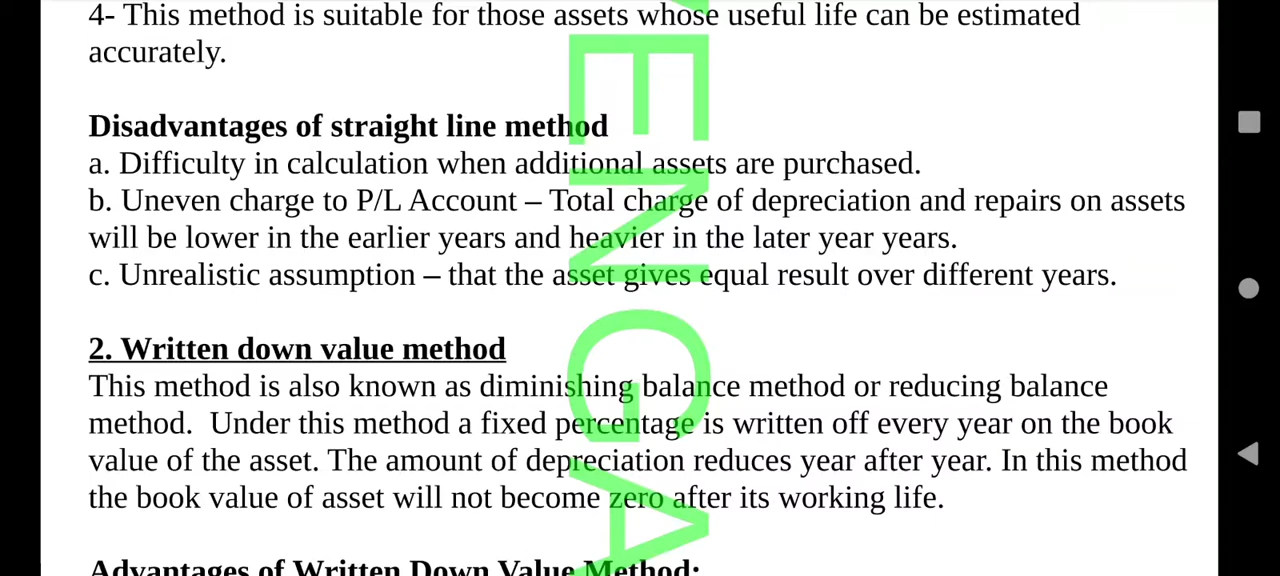 4- This method is suitable for those assets whose useful life can be estimated
accurately.
Disadvantages of straight line method
a. Difficulty in calculation when additional assets are purchased.
b. Uneven charge to P/L Account – Total charge of depreciation and repairs on assets
will be lower in the earlier years and heavier in the later year years.
c. Unrealistic assumption – that the asset gives equal result over different years.
2. Written down value method
This method is also known as diminishing balance method or reducing balance
method.  Under this method a fixed percentage is written off every year on the book
value of the asset. The amount of depreciation reduces year after year. In this method
the book value of asset will not become zero after its working life.
Advantages of Written Down Value Method:
ENGA